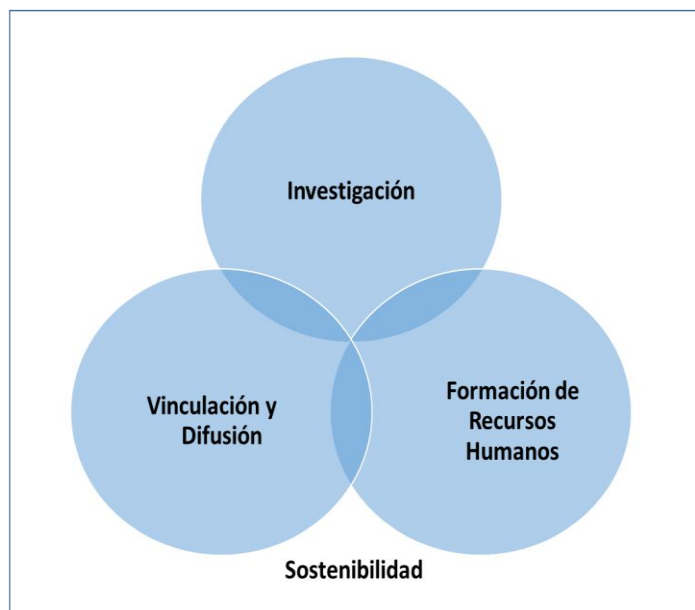 Investigación
Vinculación y
Difusión
Formación de
Recursos
Humanos
Sostenibilidad